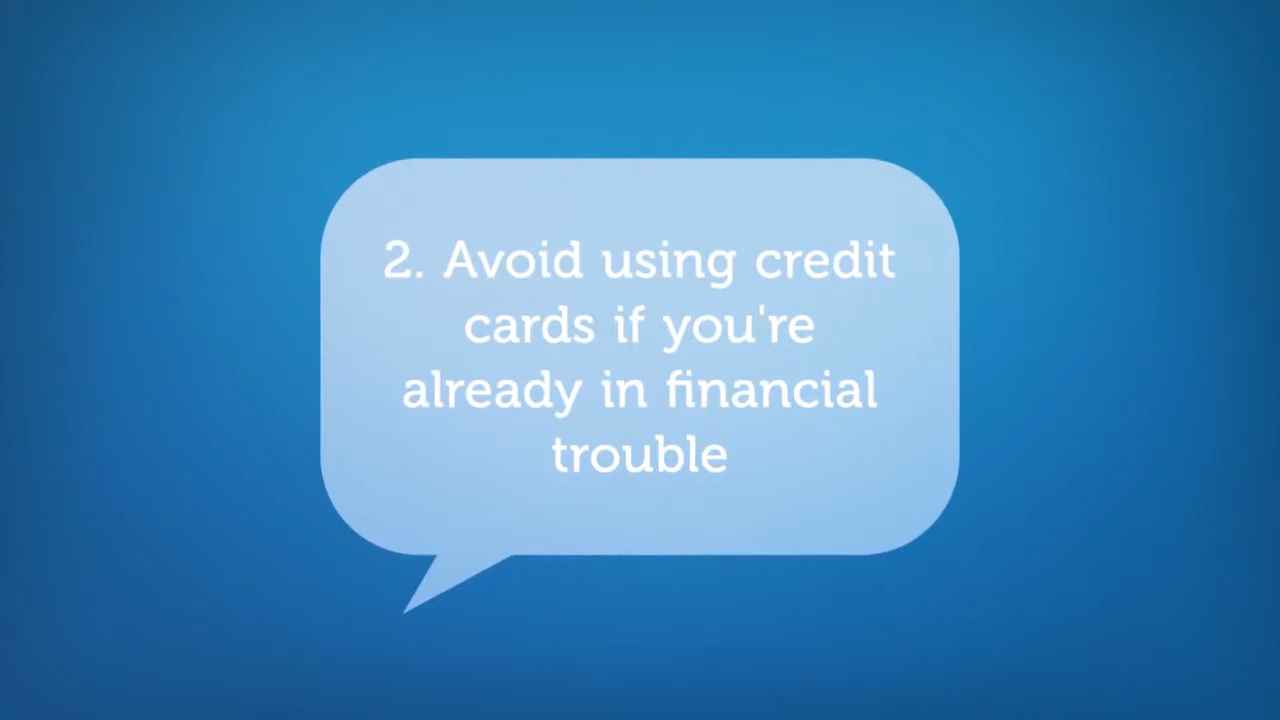 2. Avoid using credit
cards if you're
already in financial
trouble